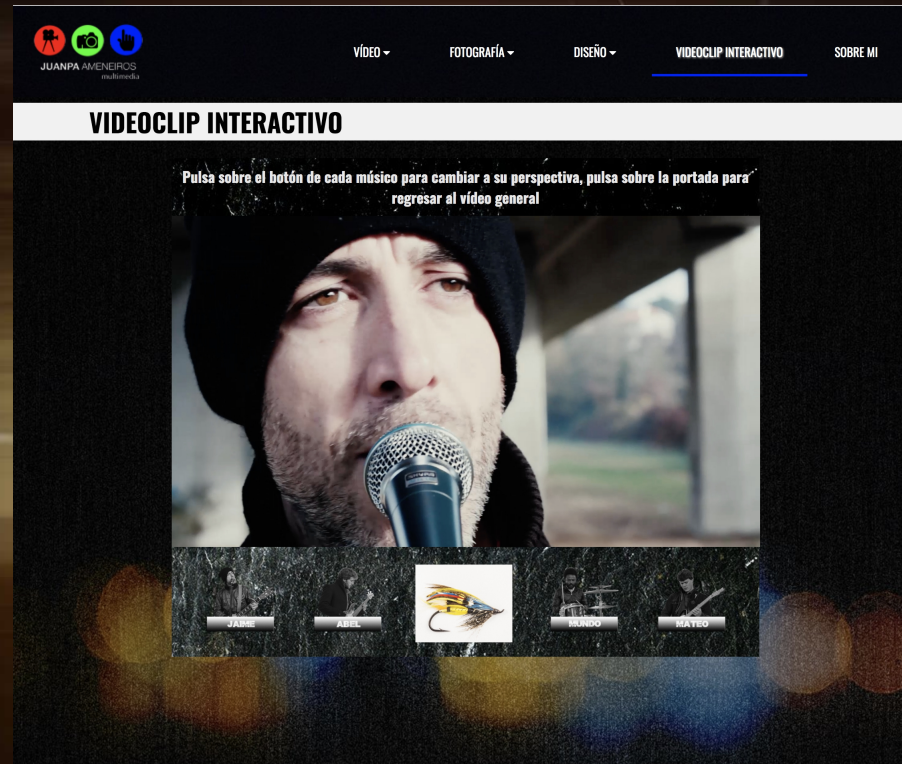 JUANPA AMENEIROS
multimedia
VÍDEO
FOTOGRAFÍA
DISEÑO
VIDEOCLIP INTERACTIVO
SOBRE MI
VIDEOCLIP INTERACTIVO
Pulsa sobre el botón de cada músico para cambiar a su perspectiva, pulsa sobre la portada para
regresar al vídeo general
JAIME
ABEL
MUNDO
MATEO